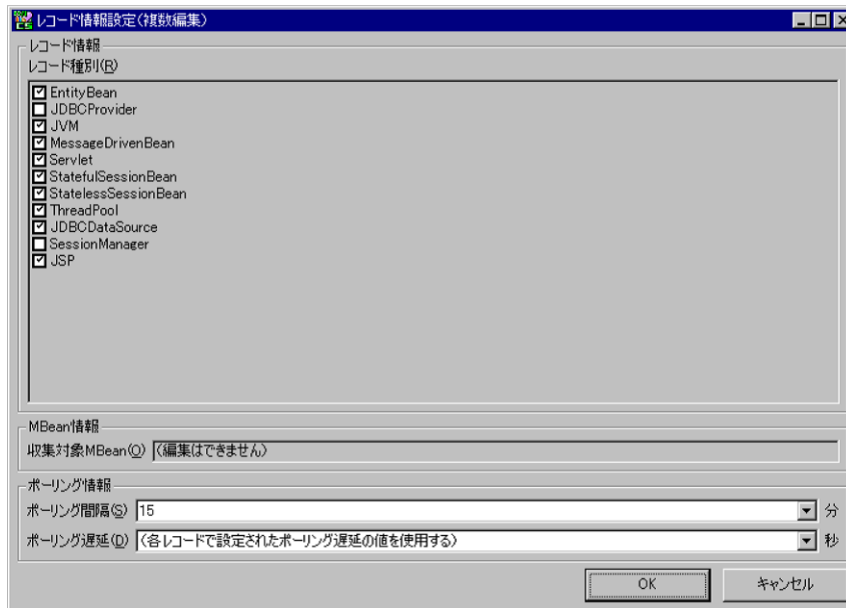 レコード情報設定(複数編集)
レコード情報
レコード種別(R)
EntityBean
JDBCProvider
JVM
MessageDrivenBean
Servlet
StatefulSessionBean
StatelessSessionBean
ThreadPool
JDBCDataSource
SessionManager
JSP
MBean情報
収集対象MBean(O) (編集はできません)
ポーリング情報
ポーリング間隔(S) 15 分
ポーリング遅延(D) (各レコードで設定されたポーリング遅延の値を使用する) 秒
OK キャンセル